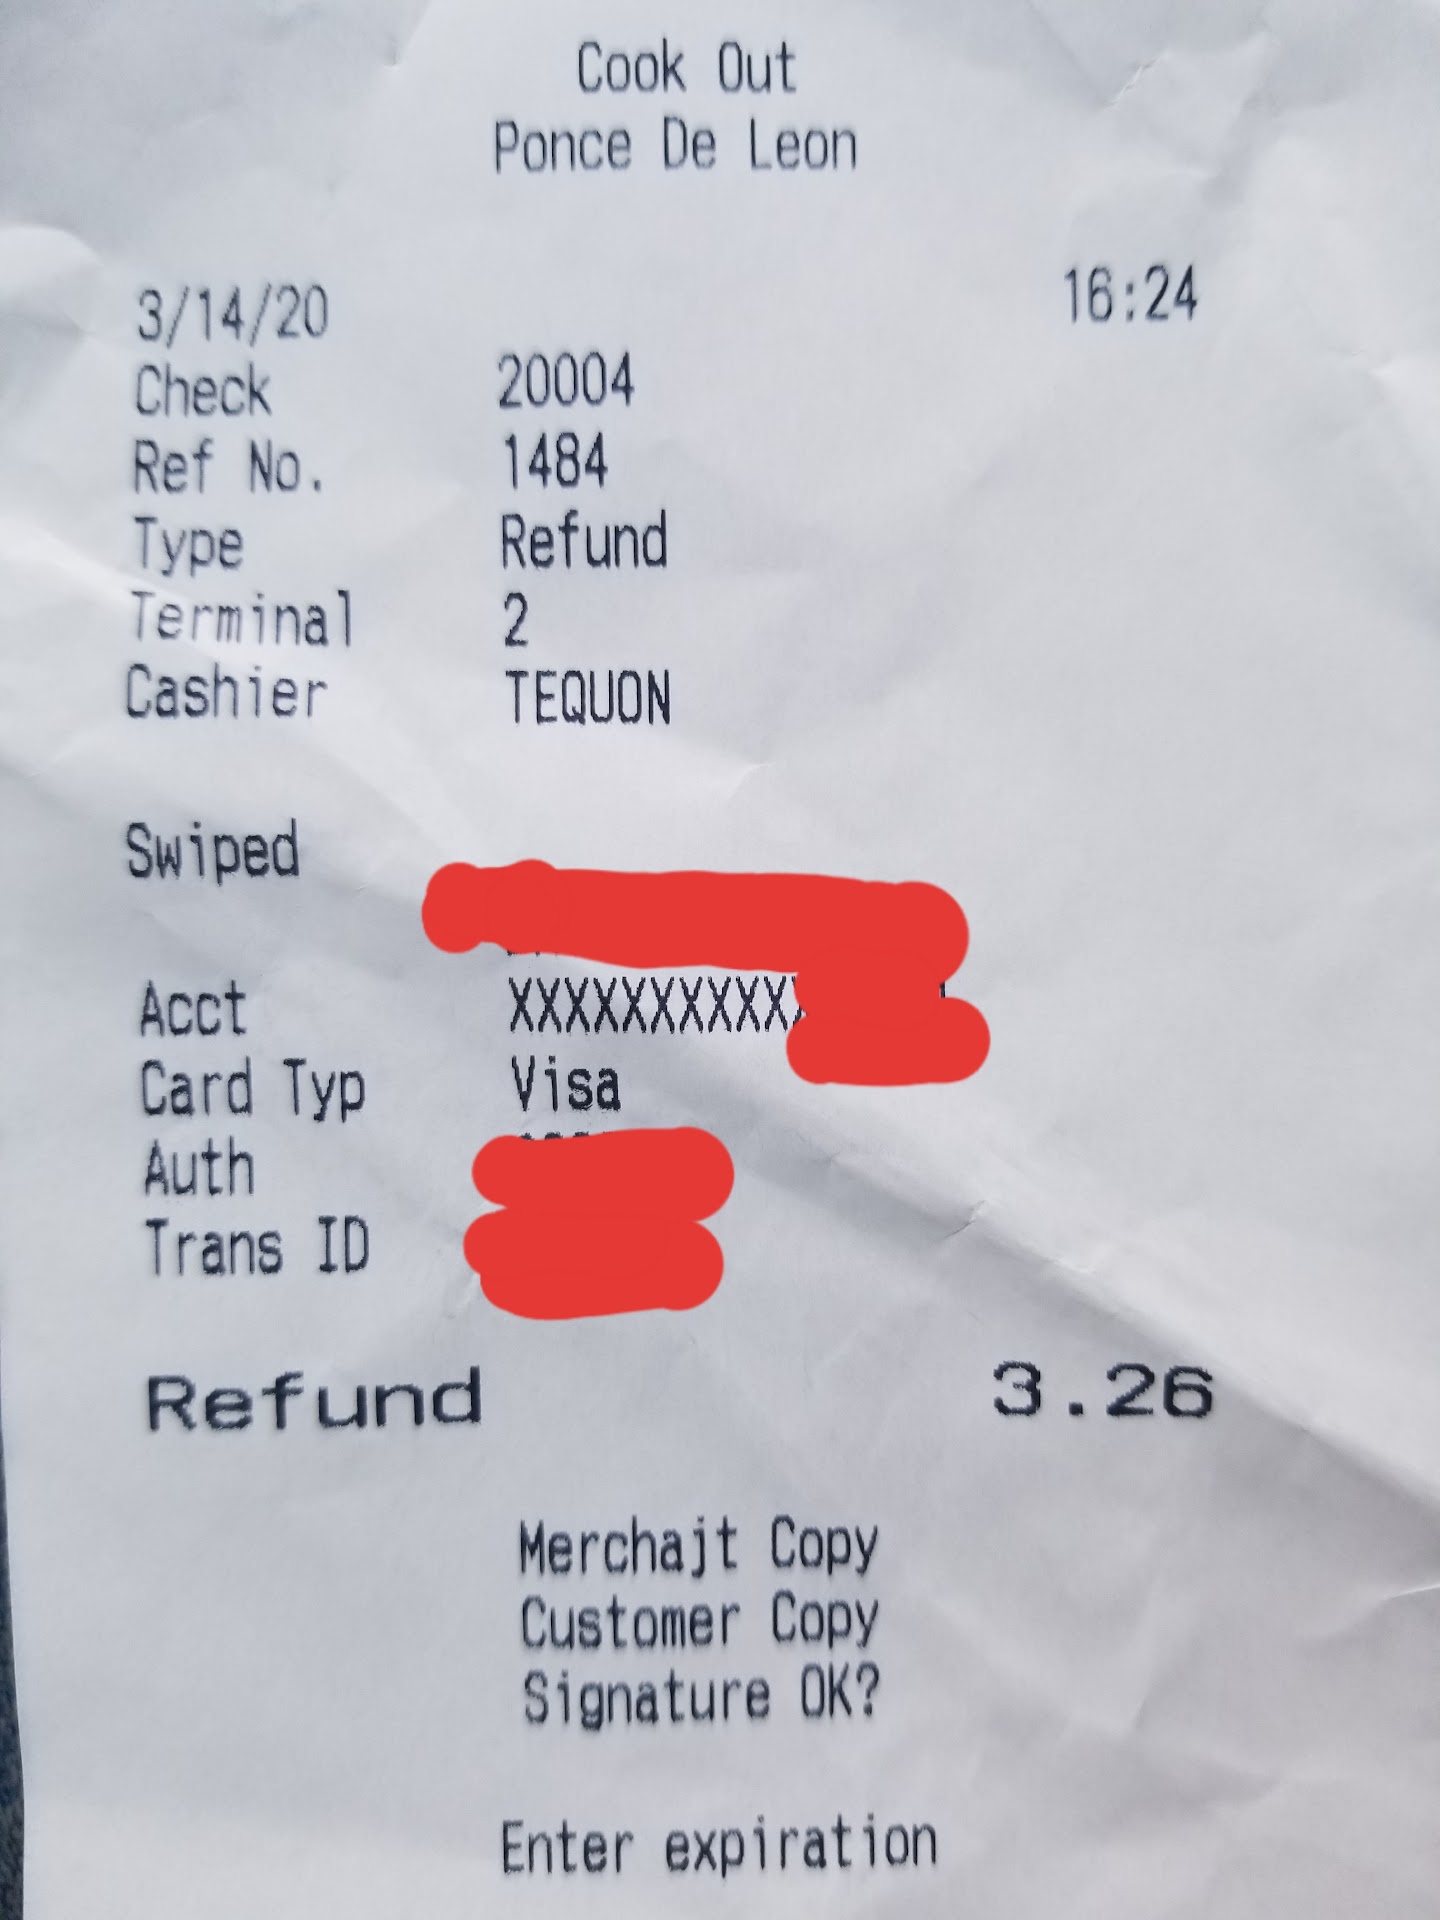 Cook Out
Ponce De Leon
3/14/20 16:24
Check 20004
Ref No. 1484
Type Refund
Terminal 2
Cashier TEQUON
Swiped
Acct XXXXXXXXXX
Card Typ Visa
Auth
Trans ID
Refund 3.26
Merchajt Copy
Customer Copy
Signature OK?
Enter expiration